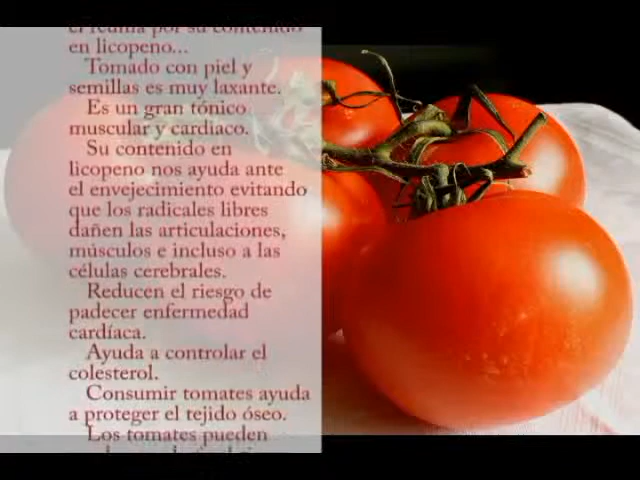 en licopeno...
Tomado con piel y
semillas es muy laxante.
Es un gran tónico
muscular y cardiaco.
Su contenido en
licopeno nos ayuda ante
el envejecimiento evitando
que los radicales libres
dañen las articulaciones,
músculos e incluso a las
células cerebrales.
Reducen el riesgo de
padecer enfermedad
cardíaca.
Ayuda a controlar el
colesterol.
Consumir tomates ayuda
a proteger el tejido óseo.
Los tomates pueden